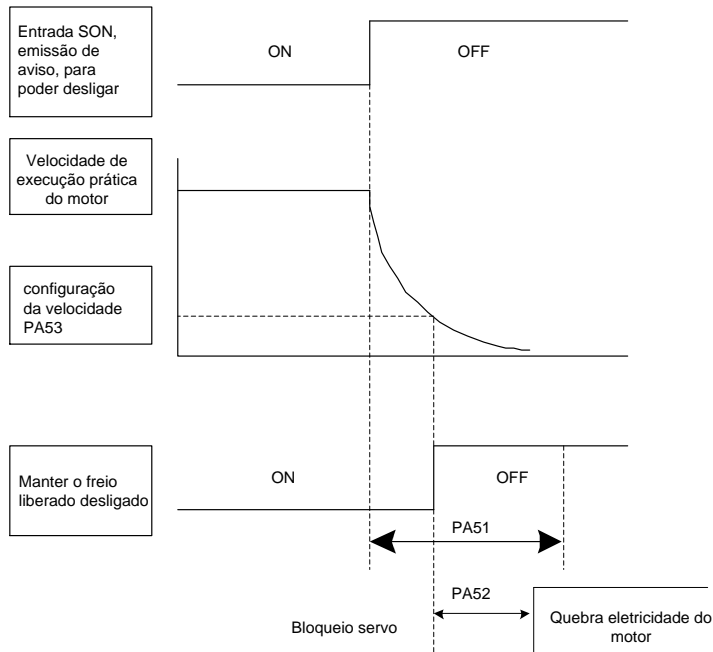 Entrada SON,
emissão de
aviso, para
poder desligar
ON
OFF
Velocidade de
execução prática
do motor
configuração
da velocidade
PA53
Manter o freio
liberado desligado
ON
OFF
PA51
PA52
Bloqueio servo
Quebra eletricidade do
motor